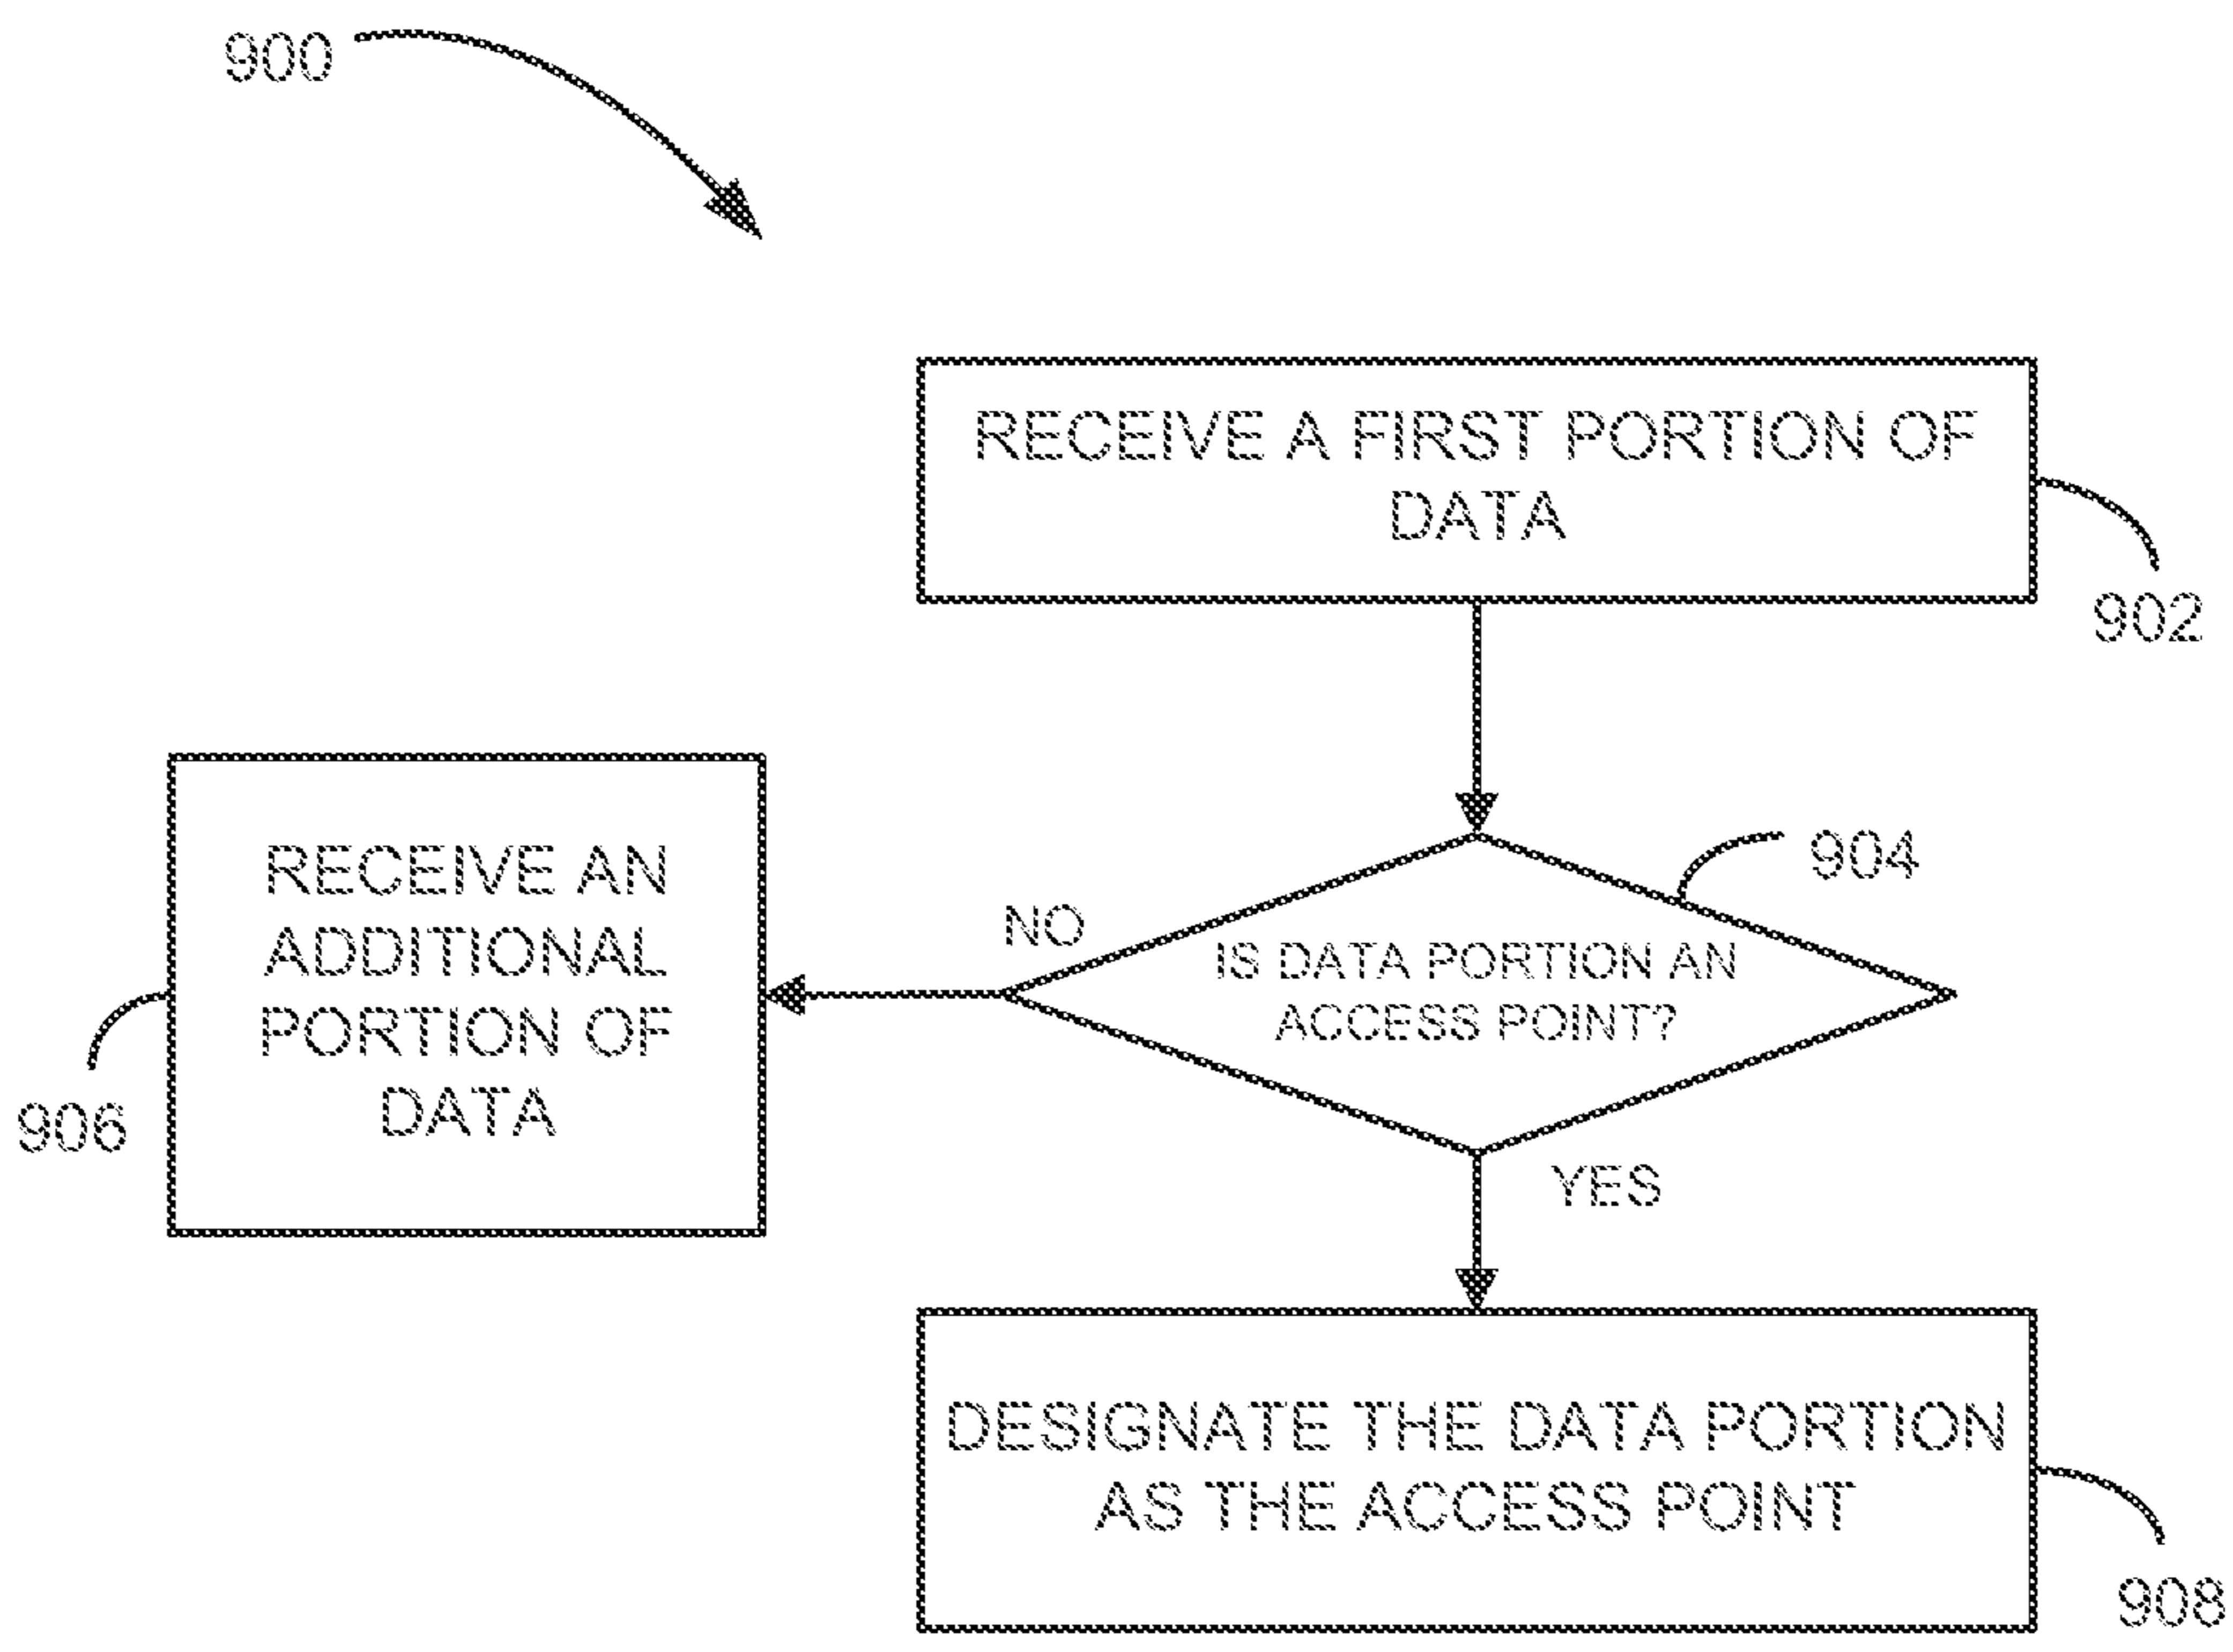 900
RECEIVE A FIRST PORTION OF
DATA
902
904
NO
IS DATA PORTION AN
ACCESS POINT?
RECEIVE AN
ADDITIONAL
PORTION OF
DATA
906
YES
DESIGNATE THE DATA PORTION
AS THE ACCESS POINT
908